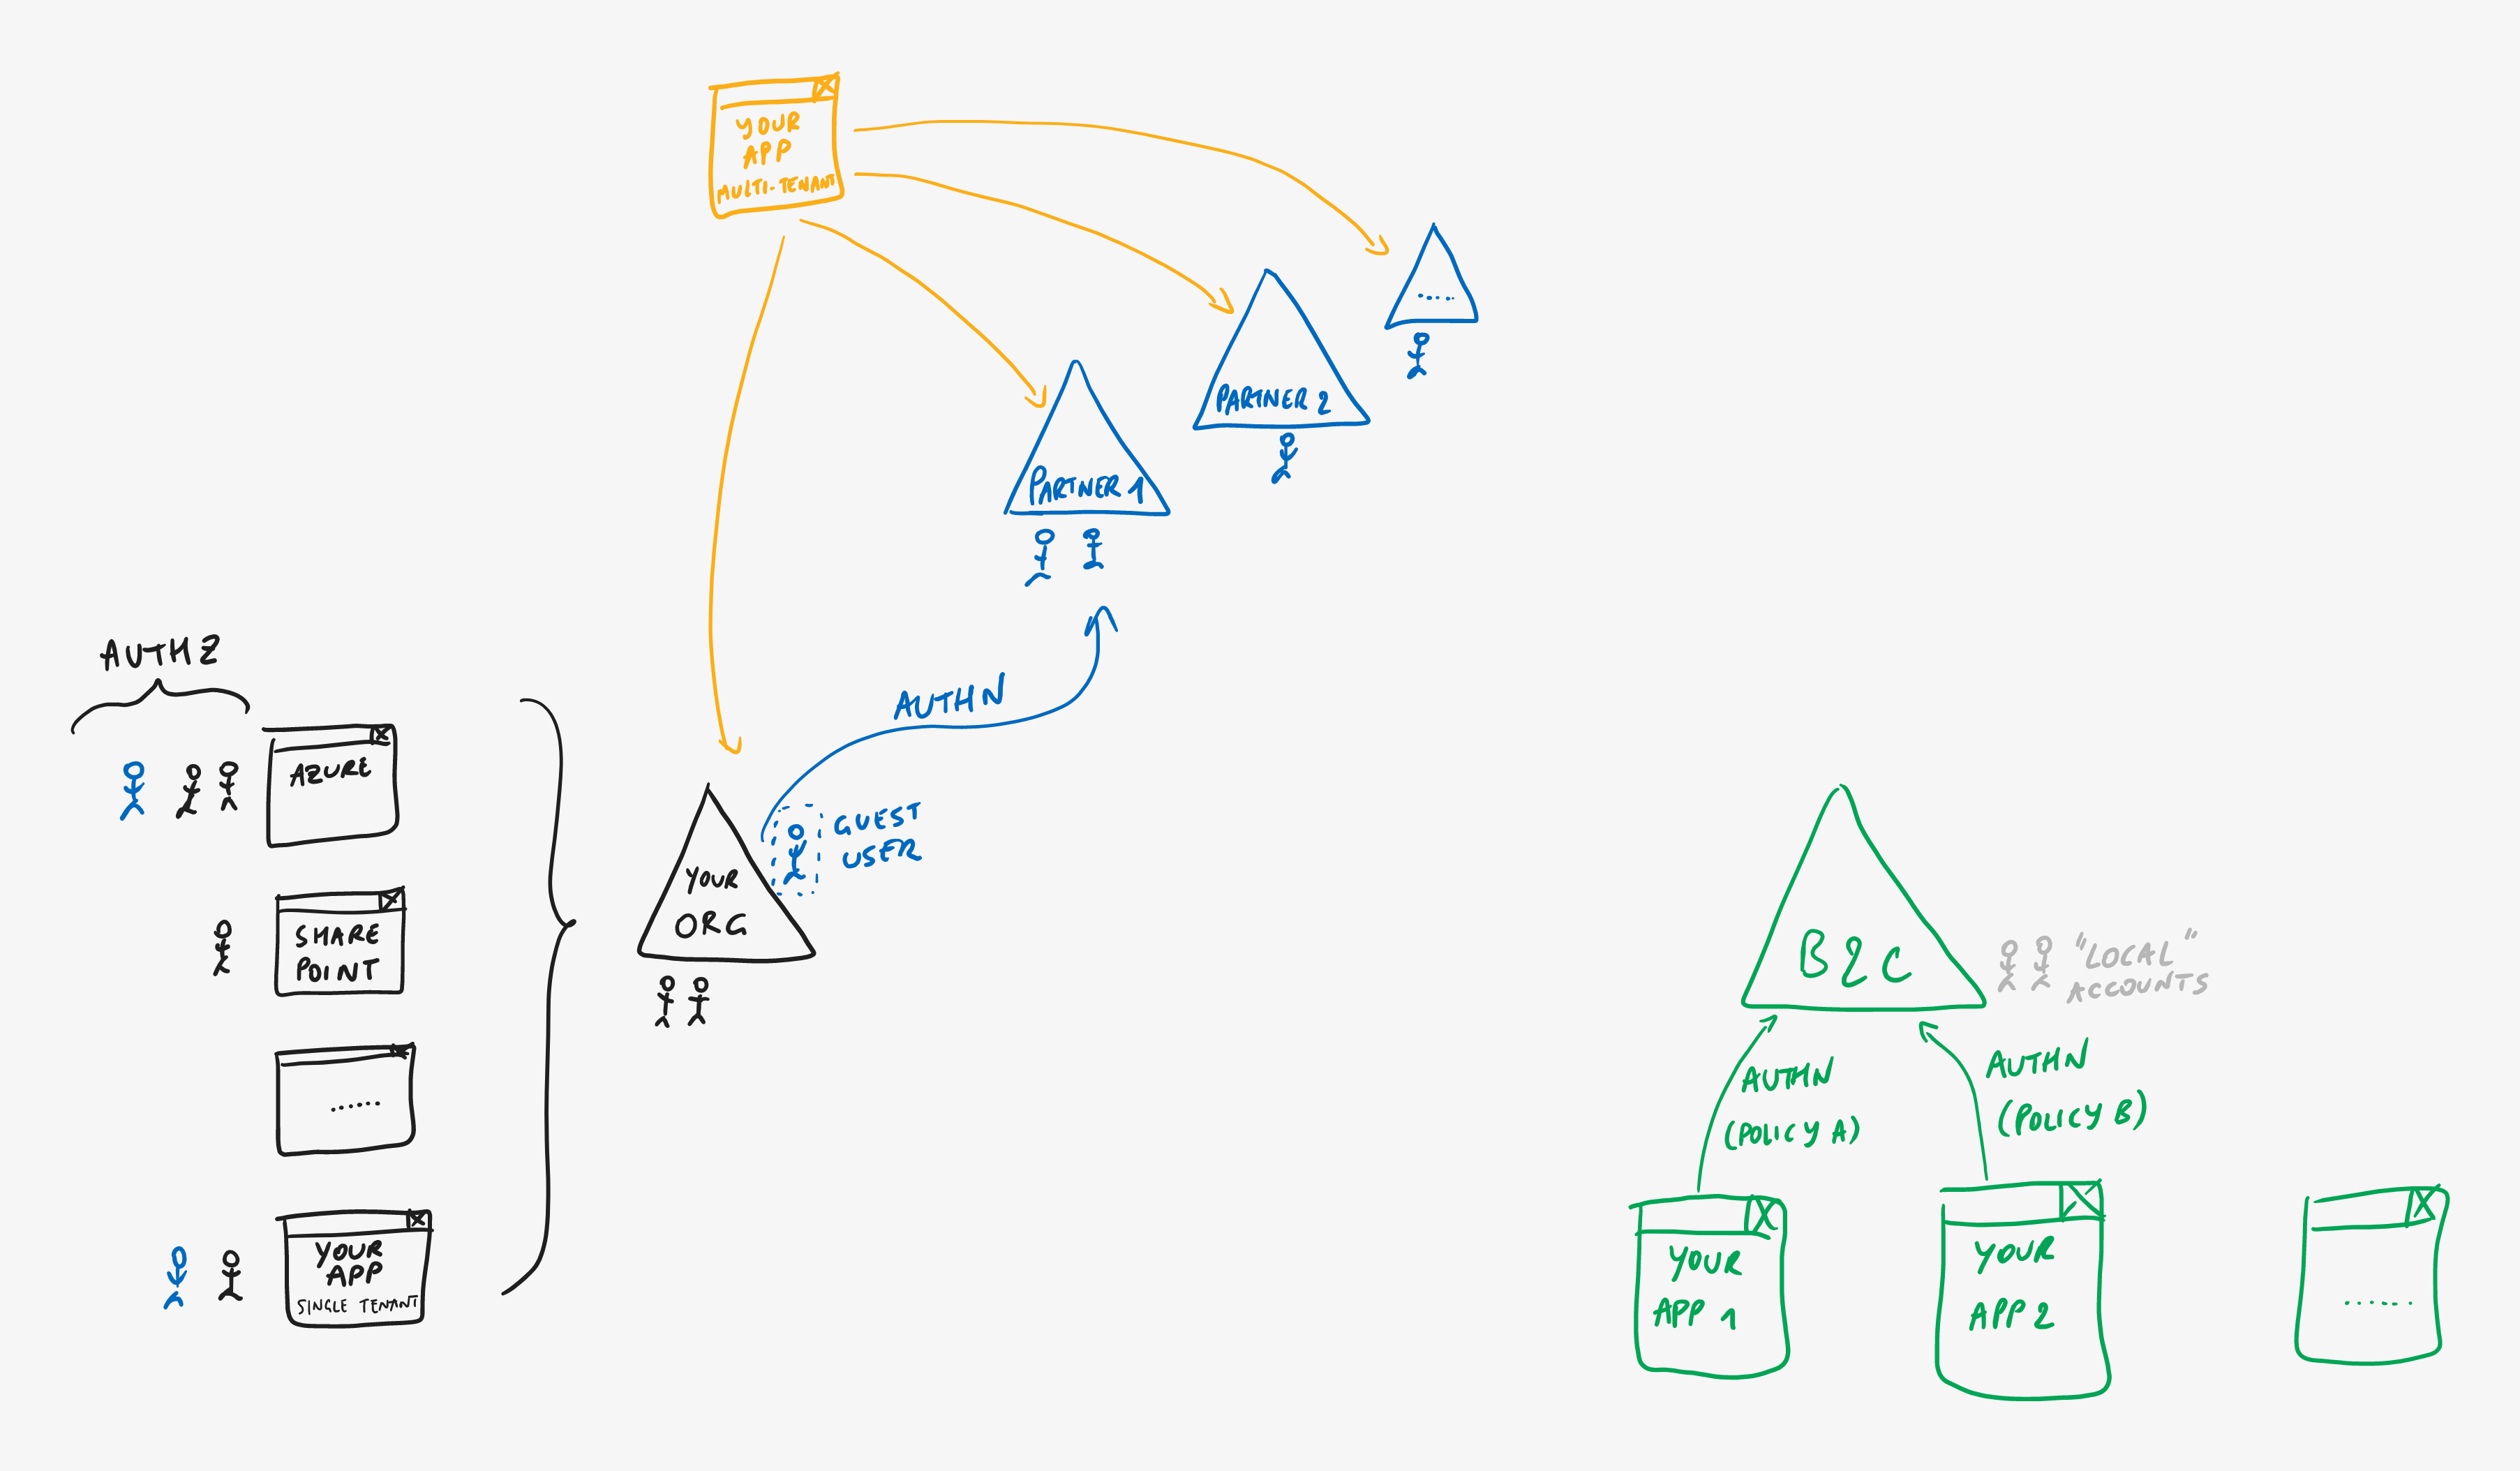 YOUR
APP
MULTI-TENANT
PARTNER 2
PARTNER 1
AUTHZ
AUTHN
AZURE
GUEST
USER
YOUR
ORG
SHARE
POINT
B2C
"LOCAL"
ACCOUNTS
AUTHN
(POLICY A)
AUTHN
(POLICY B)
YOUR
APP
SINGLE TENANT
YOUR
APP 1
YOUR
APP 2